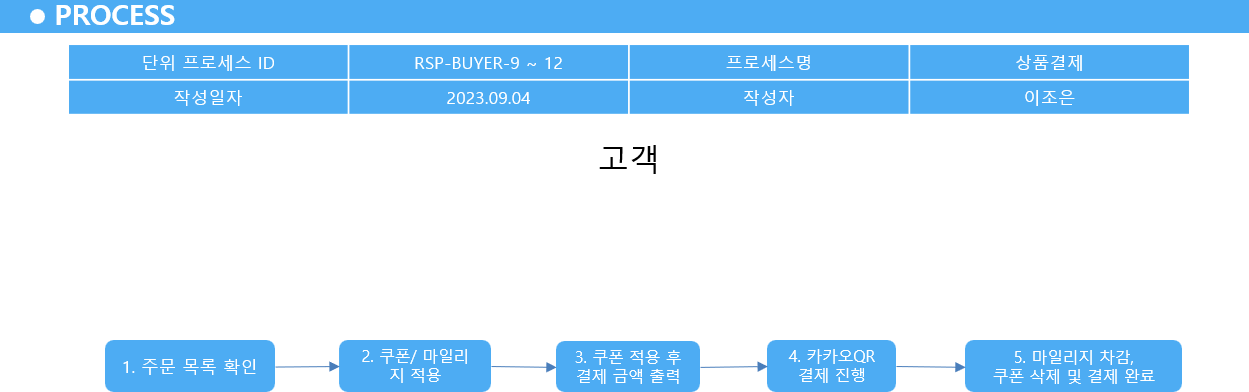 ● PROCESS
단위 프로세스 ID RSP-BUYER-9 ~ 12 프로세스명 상품결제
작성일자 2023.09.04 작성자 이조은
고객
1. 주문 목록 확인
2. 쿠폰/ 마일리
지 적용
3. 쿠폰 적용 후
결제 금액 출력
4. 카카오QR
결제 진행
5. 마일리지 차감,
쿠폰 삭제 및 결제 완료